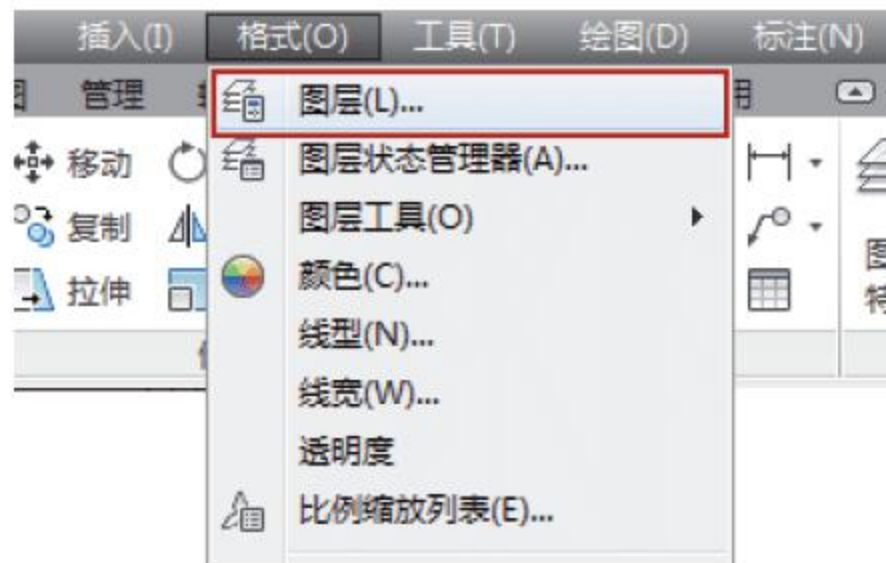 插入(I) 格式(O) 工具(T) 绘图(D) 标注(N)
管理
图层(L)...
移动 图层状态管理器(A)...
复制 图层工具(O)
拉伸 颜色(C)...
线型(N)...
线宽(W)...
透明度
比例缩放列表(E)...